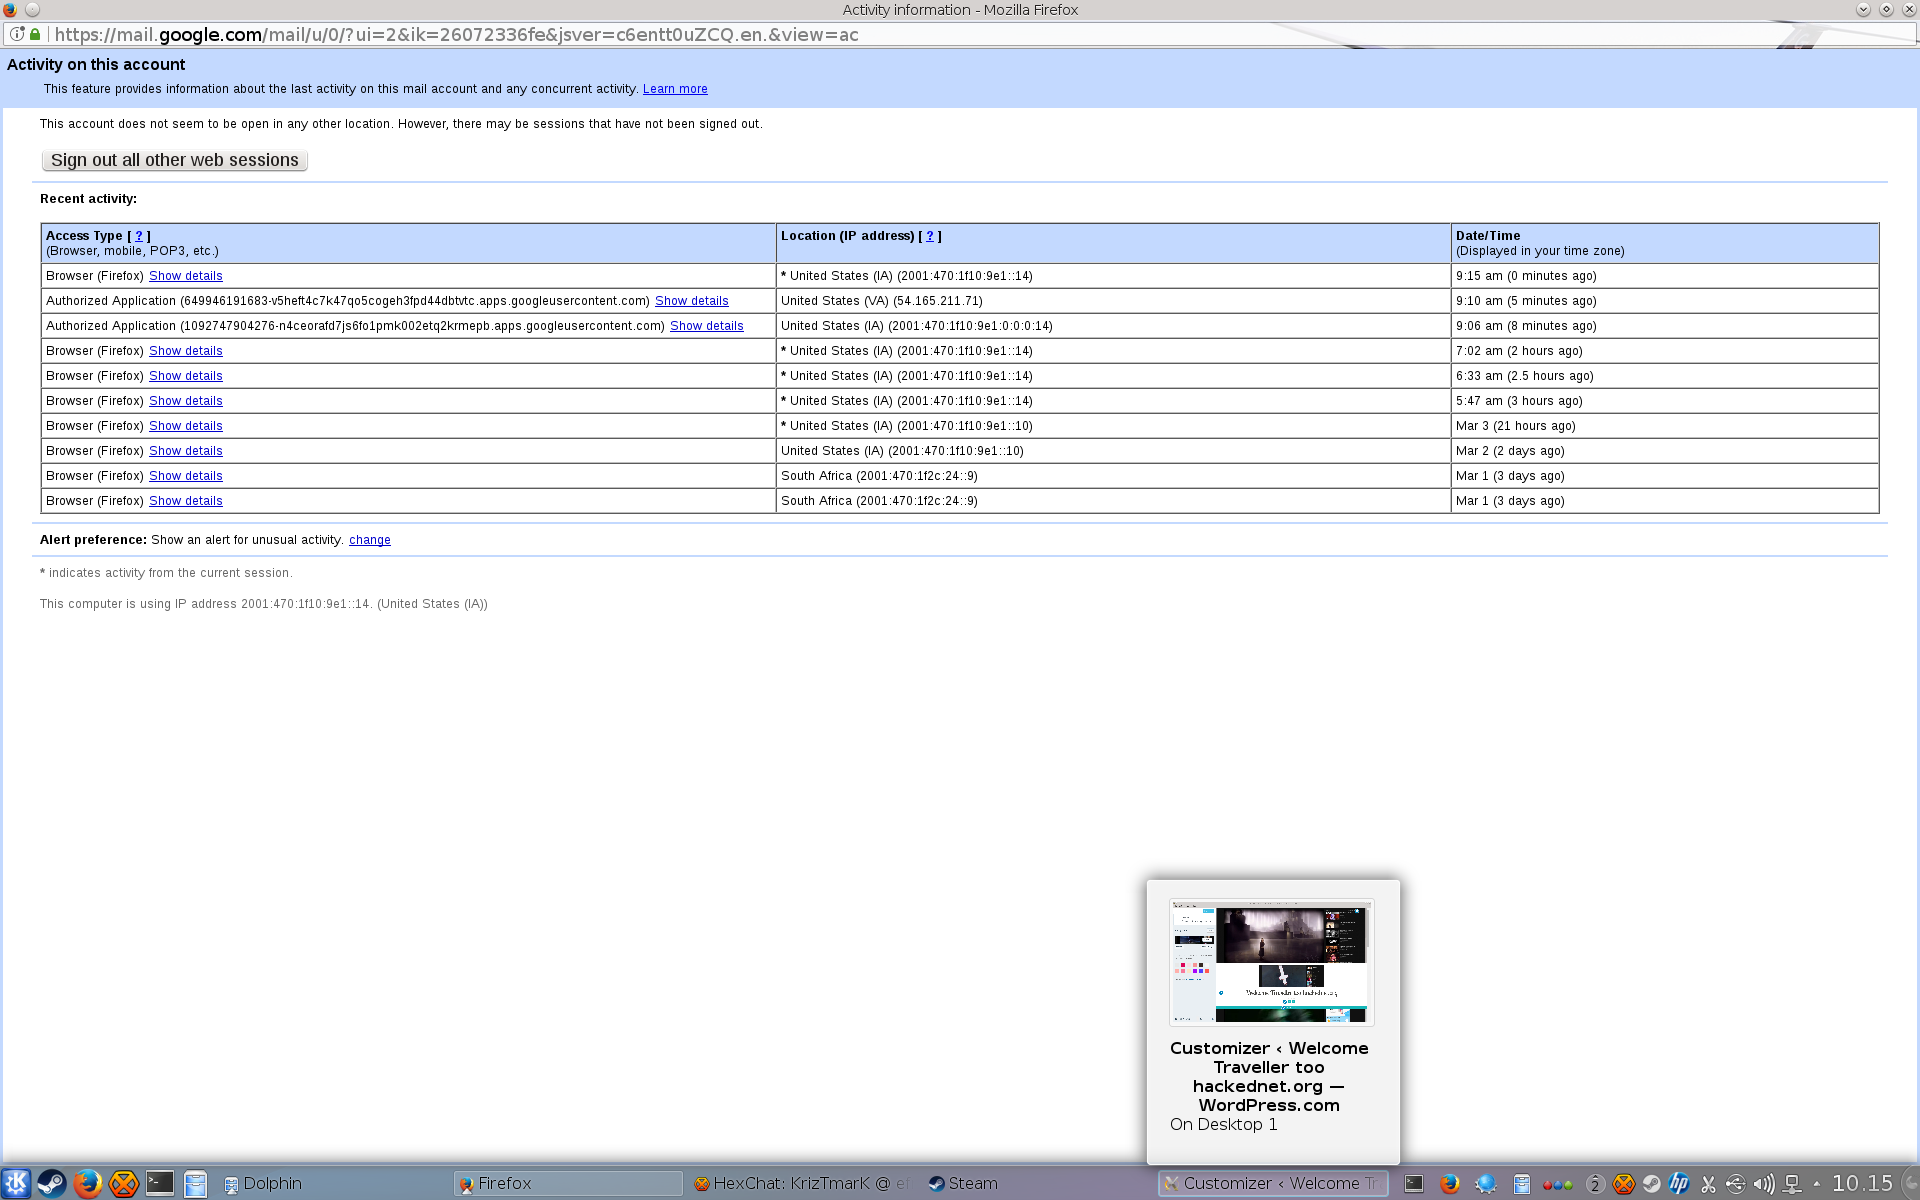 Activity information - Mozilla Firefox
https://mail.google.com/mail/u/0/?ui=2&ik=26072336fe&jsver=c6entt0uZCQ.en.&view=ac
Activity on this account
This feature provides information about the last activity on this mail account and any concurrent activity. Learn more
This account does not seem to be open in any other location. However, there may be sessions that have not been signed out.
Sign out all other web sessions
Recent activity:
Access Type [ ? ] Location (IP address) [ ? ] Date/Time
(Browser, mobile, POP3, etc.) (Displayed in your time zone)
Browser (Firefox) Show details * United States (IA) (2001:470:1f10:9e1::14) 9:15 am (0 minutes ago)
Authorized Application (649946191683-v5heft4c7k47qo5cogeh3fpd44dbtvtc.apps.googleusercontent.com) Show details United States (VA) (54.165.211.71) 9:10 am (5 minutes ago)
Authorized Application (1092747904276-n4ceorafd7js6fo1pmk002etq2krmepb.apps.googleusercontent.com) Show details United States (IA) (2001:470:1f10:9e1:0:0:0:14) 9:06 am (8 minutes ago)
Browser (Firefox) Show details * United States (IA) (2001:470:1f10:9e1::14) 7:02 am (2 hours ago)
Browser (Firefox) Show details * United States (IA) (2001:470:1f10:9e1::14) 6:33 am (2.5 hours ago)
Browser (Firefox) Show details * United States (IA) (2001:470:1f10:9e1::14) 5:47 am (3 hours ago)
Browser (Firefox) Show details * United States (IA) (2001:470:1f10:9e1::10) Mar 3 (21 hours ago)
Browser (Firefox) Show details United States (IA) (2001:470:1f10:9e1::10) Mar 2 (2 days ago)
Browser (Firefox) Show details South Africa (2001:470:1f2c:24::9) Mar 1 (3 days ago)
Browser (Firefox) Show details South Africa (2001:470:1f2c:24::9) Mar 1 (3 days ago)
Alert preference: Show an alert for unusual activity. change
* indicates activity from the current session.
This computer is using IP address 2001:470:1f10:9e1::14. (United States (IA))
Welcome Traveller too hackednet.org
Customizer ‹ Welcome
Traveller too
hackednet.org —
WordPress.com
On Desktop 1
Dolphin Firefox HexChat: KrizTmarK @ ef Steam Customizer ‹ Welcome Tr 2 hp 10.15